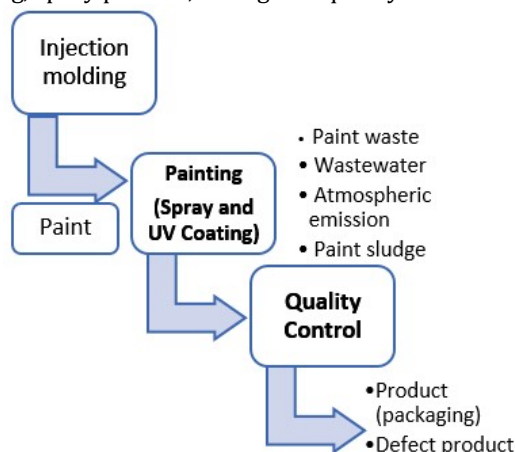 spray
Injection
molding
Paint
Painting
(Spray and
UV Coating)
• Paint waste
• Wastewater
• Atmospheric
emission
• Paint sludge
Quality
Control
•Product
(packaging)
•Defect product